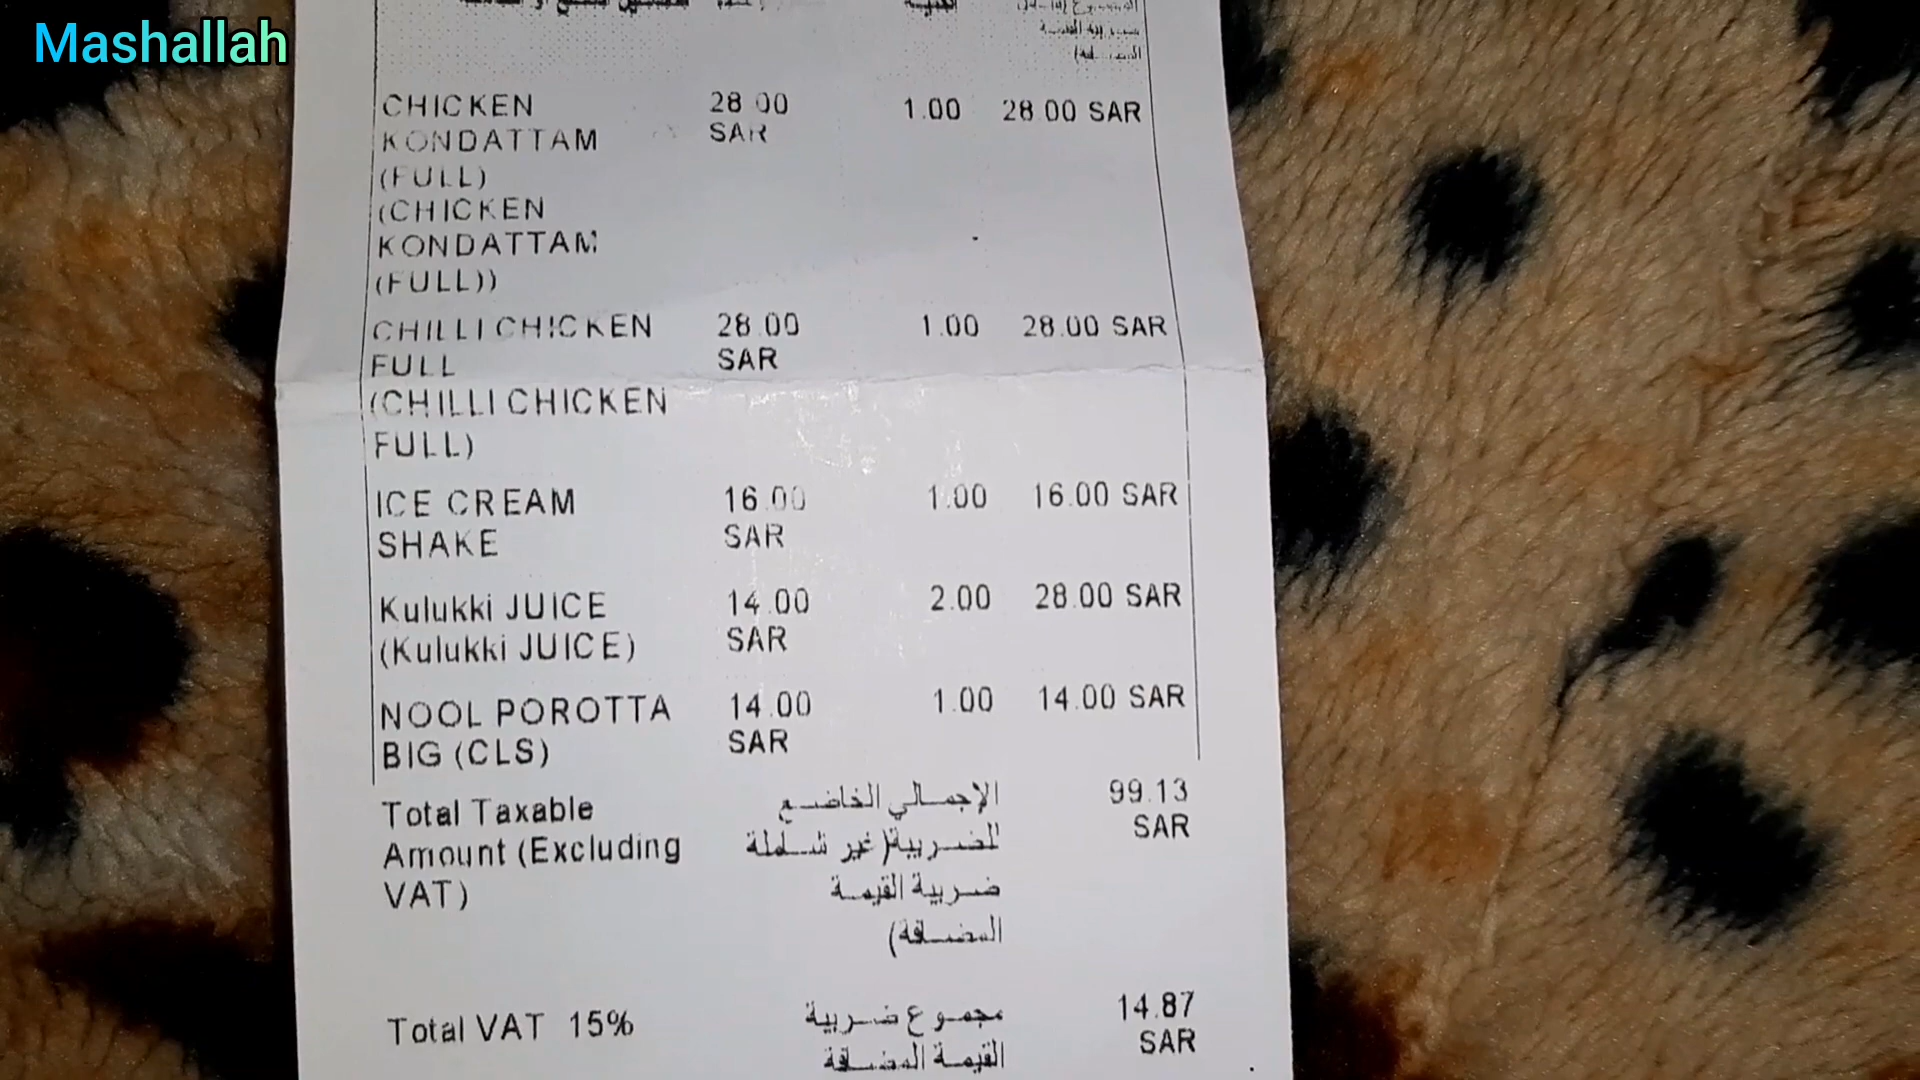 Mashallah
CHICKEN 28.00 1.00 28.00 SAR
KONDATTAM SAR
(FULL)
(CHICKEN
KONDATTAM
(FULL))
CHILLI CHICKEN 28.00 1.00 28.00 SAR
FULL SAR
(CHILLI CHICKEN
FULL)
ICE CREAM 16.00 1.00 16.00 SAR
SHAKE SAR
Kulukki JUICE 14.00 2.00 28.00 SAR
(Kulukki JUICE) SAR
NOOL POROTTA 14.00 1.00 14.00 SAR
BIG (CLS) SAR
Total Taxable الإجمالي الخاضع 99.13
Amount (Excluding للضريبة (غير شاملة SAR
VAT) ضريبة القيمة
المضافة)
Total VAT 15% مجموع ضريبة 14.87
القيمة المضافة SAR